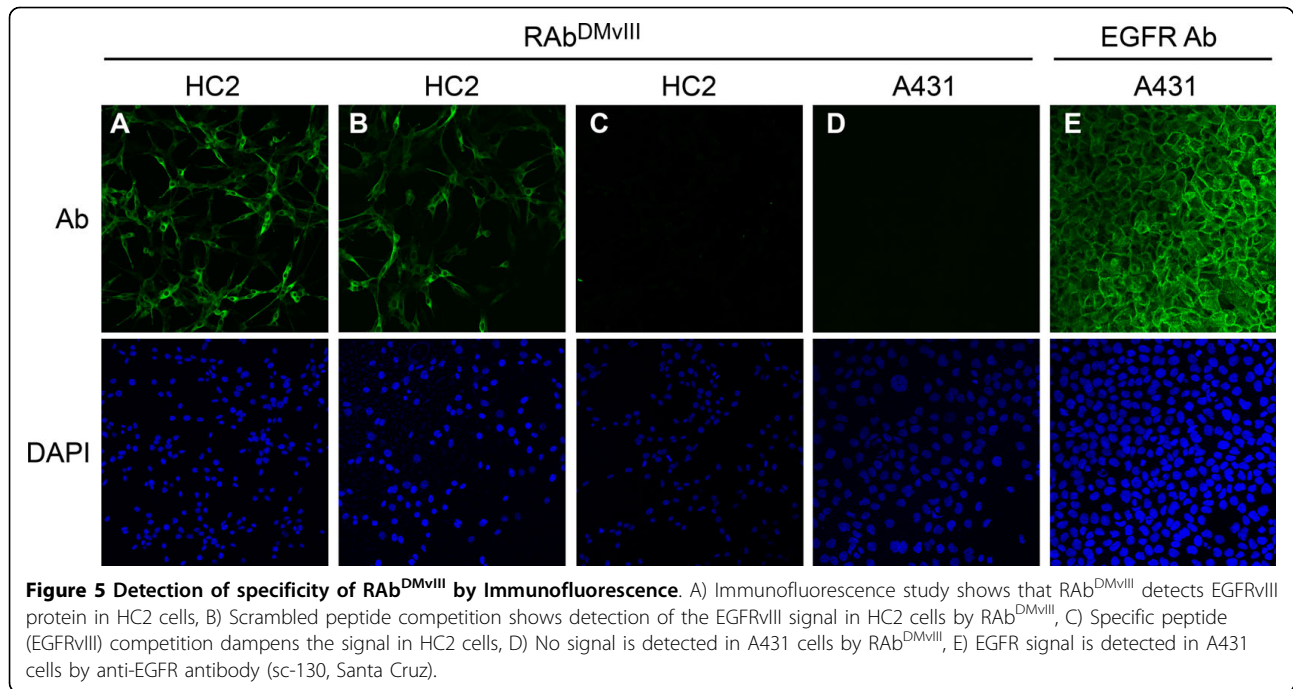 RAbDMvIII EGFR Ab
HC2 HC2 HC2 A431 A431
A B C D E
Ab
DAPI
Figure 5 Detection of specificity of RAbDMvIII by Immunofluorescence. A) Immunofluorescence study shows that RAbDMvIII detects EGFRvIII
protein in HC2 cells, B) Scrambled peptide competition shows detection of the EGFRvIII signal in HC2 cells by RAbDMvIII, C) Specific peptide
(EGFRvIII) competition dampens the signal in HC2 cells, D) No signal is detected in A431 cells by RAbDMvIII, E) EGFR signal is detected in A431
cells by anti-EGFR antibody (sc-130, Santa Cruz).